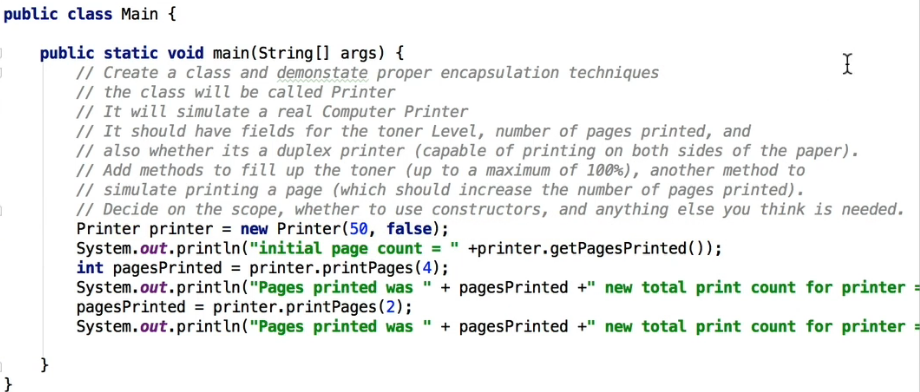 public class Main {
public static void main(String[] args) {
// Create a class and demonstate proper encapsulation techniques
// the class will be called Printer
// It will simulate a real Computer Printer
// It should have fields for the toner Level, number of pages printed, and
// also whether its a duplex printer (capable of printing on both sides of the paper).
// Add methods to fill up the toner (up to a maximum of 100%), another method to
// simulate printing a page (which should increase the number of pages printed).
// Decide on the scope, whether to use constructors, and anything else you think is needed.
Printer printer = new Printer(50, false);
System.out.println("initial page count = " +printer.getPagesPrinted());
int pagesPrinted = printer.printPages(4);
System.out.println("Pages printed was " + pagesPrinted +" new total print count for printer =
pagesPrinted = printer.printPages(2);
System.out.println("Pages printed was " + pagesPrinted +" new total print count for printer =
}
}